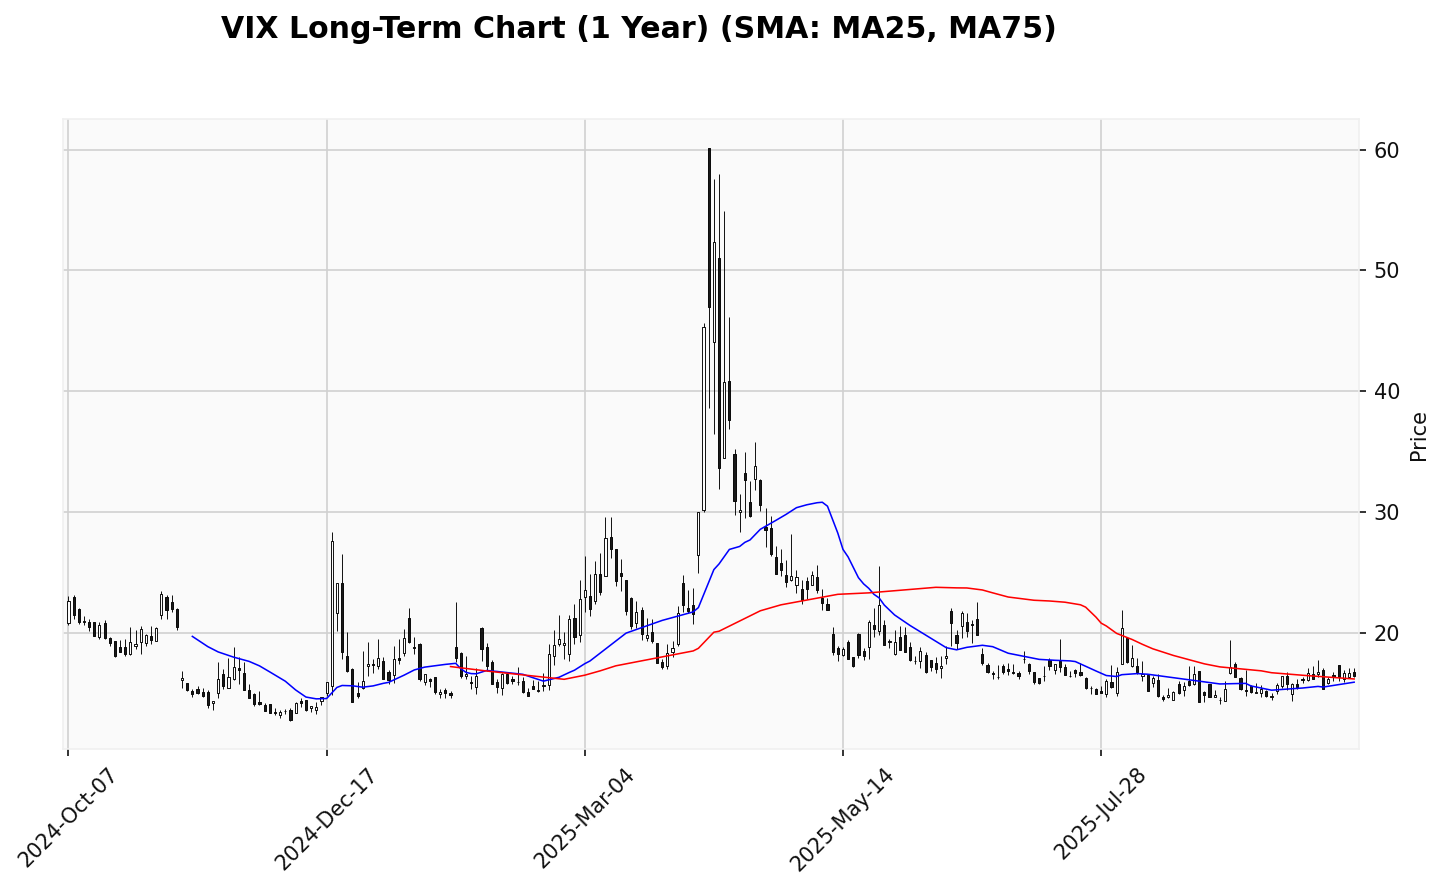 VIX Long-Term Chart (1 Year) (SMA: MA25, MA75)
60
50
40
30
20
Price
2024-Oct-07
2024-Dec-17
2025-Mar-04
2025-May-14
2025-Jul-28